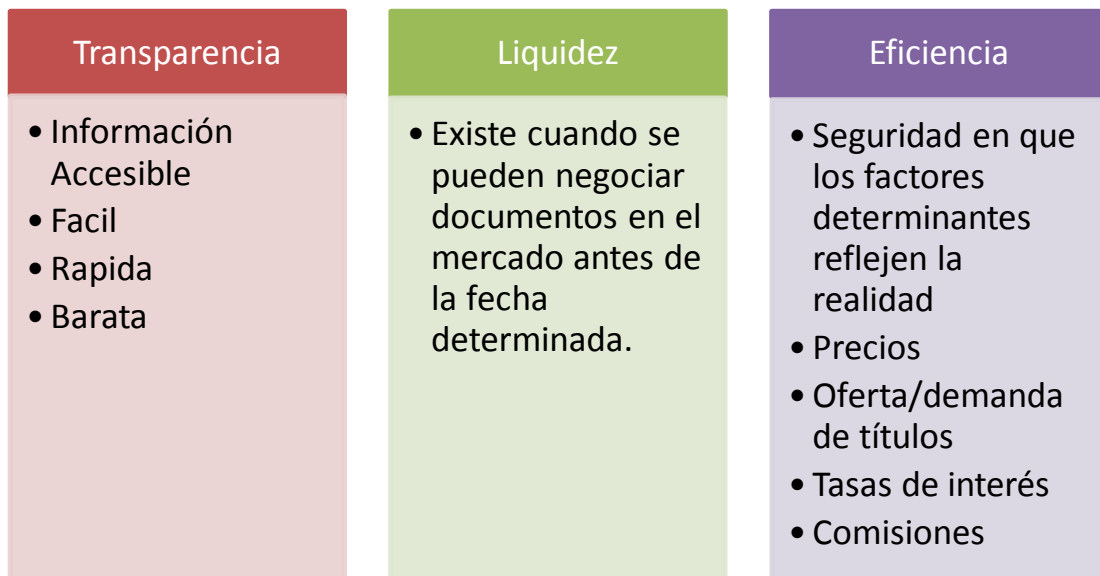 Transparencia
• Información
Accesible
• Facil
• Rapida
• Barata
Liquidez
• Existe cuando se
pueden negociar
documentos en el
mercado antes de
la fecha
determinada.
Eficiencia
• Seguridad en que
los factores
determinantes
reflejen la
realidad
• Precios
• Oferta/demanda
de títulos
• Tasas de interés
• Comisiones